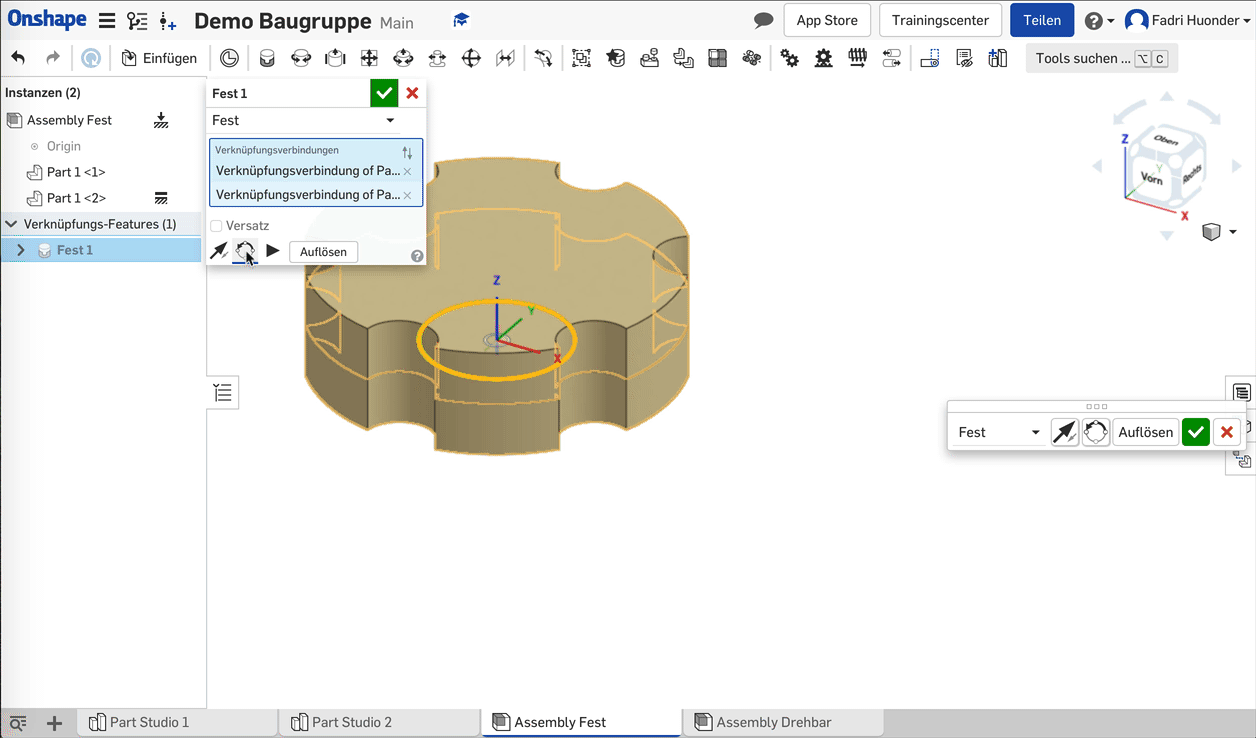 Onshape Demo Baugruppe Main App Store Trainingscenter Teilen Fadri Huonder
Einfügen Tools suchen ... ⌥ C
Instanzen (2)
Assembly Fest
Origin
Part 1 <1>
Part 1 <2>
Verknüpfungs-Features (1)
Fest 1
Fest 1
Fest
Verknüpfungsverbindungen
Verknüpfungsverbindung of Pa...
Verknüpfungsverbindung of Pa...
Versatz
Auflösen
Z
Y
X
Z
Oben
Y
Vorn
Rechts
X
Fest Auflösen
Part Studio 1 Part Studio 2 Assembly Fest Assembly Drehbar